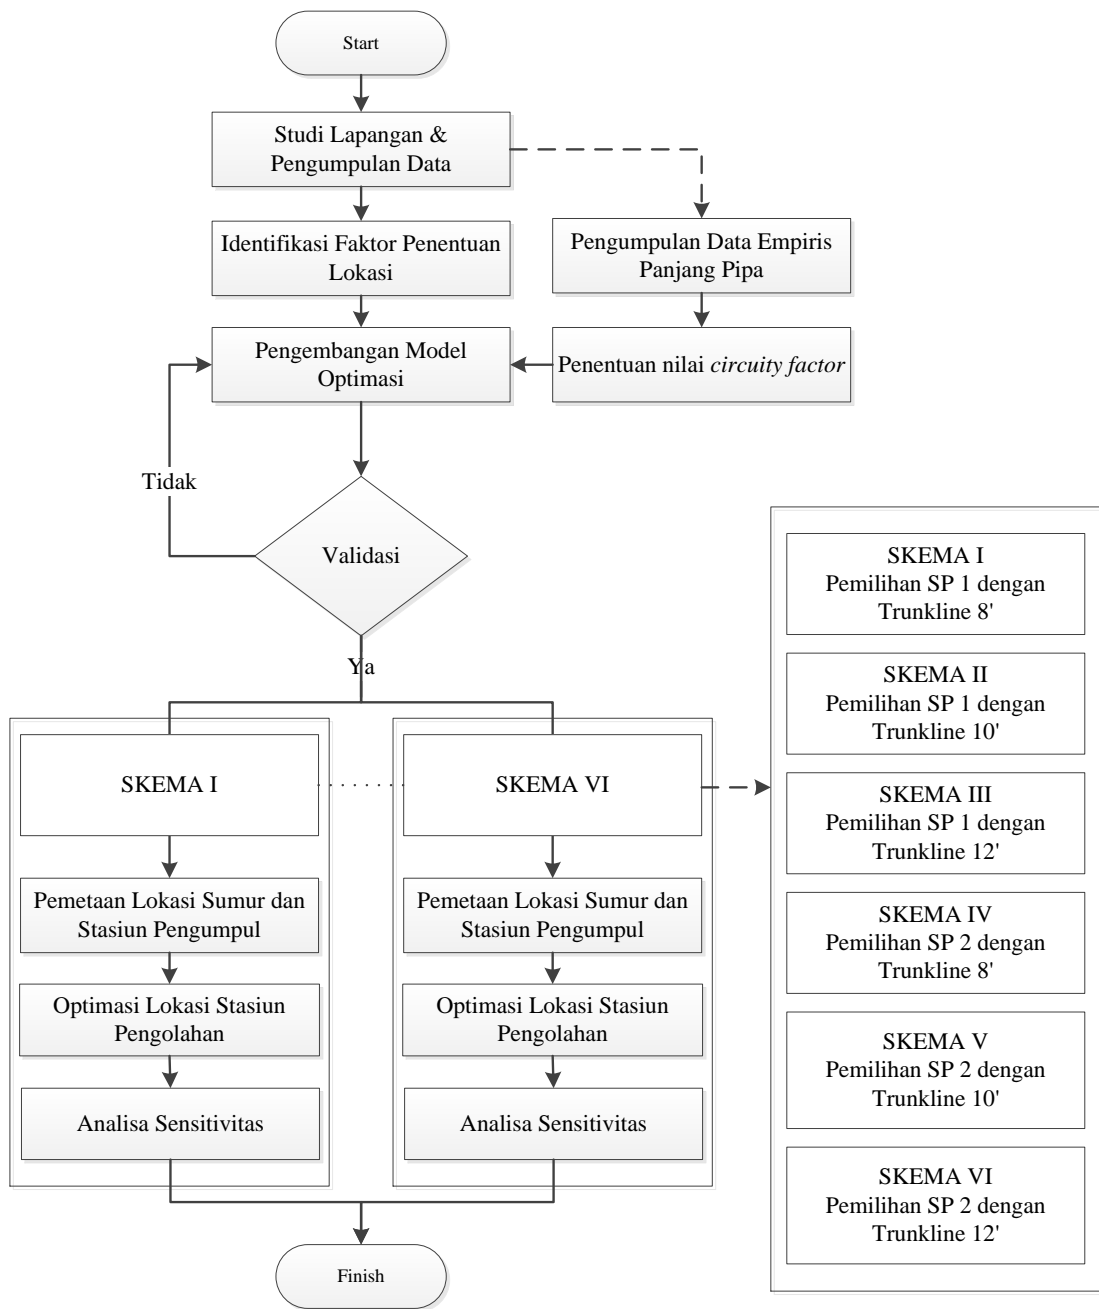 Start
Studi Lapangan &
Pengumpulan Data
Identifikasi Faktor Penentuan
Lokasi
Pengumpulan Data Empiris
Panjang Pipa
Pengembangan Model
Optimasi
Penentuan nilai circuity factor
Tidak
Validasi
Ya
SKEMA I
Pemetaan Lokasi Sumur dan
Stasiun Pengumpul
Optimasi Lokasi Stasiun
Pengolahan
Analisa Sensitivitas
SKEMA VI
Pemetaan Lokasi Sumur dan
Stasiun Pengumpul
Optimasi Lokasi Stasiun
Pengolahan
Analisa Sensitivitas
Finish
SKEMA I
Pemilihan SP 1 dengan
Trunkline 8'
SKEMA II
Pemilihan SP 1 dengan
Trunkline 10'
SKEMA III
Pemilihan SP 1 dengan
Trunkline 12'
SKEMA IV
Pemilihan SP 2 dengan
Trunkline 8'
SKEMA V
Pemilihan SP 2 dengan
Trunkline 10'
SKEMA VI
Pemilihan SP 2 dengan
Trunkline 12'